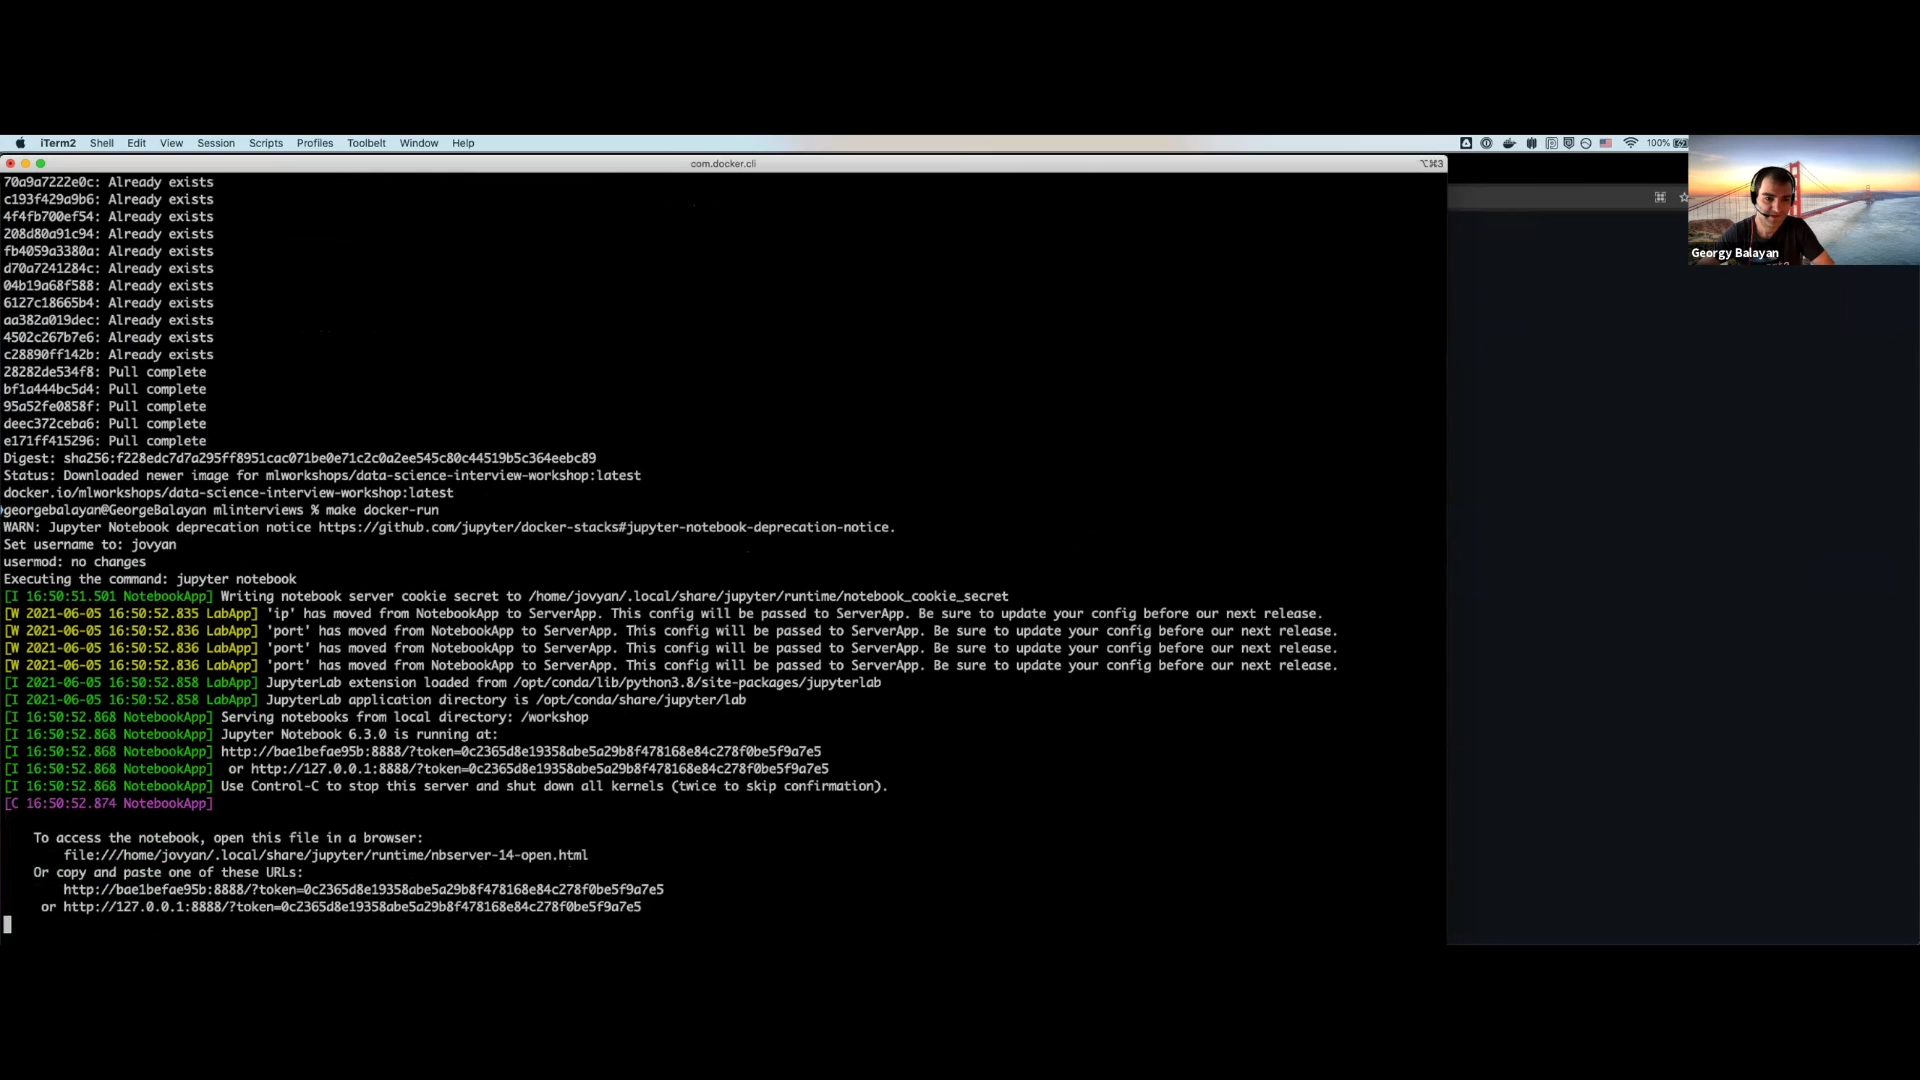 iTerm2 Shell Edit View Session Scripts Profiles Toolbelt Window Help 100%
com.docker.cli ⌥⌘3
70a9a7222e0c: Already exists
c193f429a9b6: Already exists
4f4fb700ef54: Already exists
208d80a91c94: Already exists
fb4059a3380a: Already exists
d70a7241284c: Already exists
04b19a68f588: Already exists
6127c18665b4: Already exists
aa382a019dec: Already exists
4502c267b7e6: Already exists
c28890ff142b: Already exists
28282de534f8: Pull complete
bf1a444bc5d4: Pull complete
95a52fe0858f: Pull complete
deec372ceba6: Pull complete
e171ff415296: Pull complete
Digest: sha256:f228edc7d7a295ff8951cac071be0e71c2c0a2ee545c80c44519b5c364eebc89
Status: Downloaded newer image for mlworkshops/data-science-interview-workshop:latest
docker.io/mlworkshops/data-science-interview-workshop:latest
georgebalayan@GeorgeBalayan mlinterviews % make docker-run
WARN: Jupyter Notebook deprecation notice https://github.com/jupyter/docker-stacks#jupyter-notebook-deprecation-notice.
Set username to: jovyan
usermod: no changes
Executing the command: jupyter notebook
[I 16:50:51.501 NotebookApp] Writing notebook server cookie secret to /home/jovyan/.local/share/jupyter/runtime/notebook_cookie_secret
[W 2021-06-05 16:50:52.835 LabApp] 'ip' has moved from NotebookApp to ServerApp. This config will be passed to ServerApp. Be sure to update your config before our next release.
[W 2021-06-05 16:50:52.836 LabApp] 'port' has moved from NotebookApp to ServerApp. This config will be passed to ServerApp. Be sure to update your config before our next release.
[W 2021-06-05 16:50:52.836 LabApp] 'port' has moved from NotebookApp to ServerApp. This config will be passed to ServerApp. Be sure to update your config before our next release.
[W 2021-06-05 16:50:52.836 LabApp] 'port' has moved from NotebookApp to ServerApp. This config will be passed to ServerApp. Be sure to update your config before our next release.
[I 2021-06-05 16:50:52.858 LabApp] JupyterLab extension loaded from /opt/conda/lib/python3.8/site-packages/jupyterlab
[I 2021-06-05 16:50:52.858 LabApp] JupyterLab application directory is /opt/conda/share/jupyter/lab
[I 16:50:52.868 NotebookApp] Serving notebooks from local directory: /workshop
[I 16:50:52.868 NotebookApp] Jupyter Notebook 6.3.0 is running at:
[I 16:50:52.868 NotebookApp] http://bae1befae95b:8888/?token=0c2365d8e19358abe5a29b8f478168e84c278f0be5f9a7e5
[I 16:50:52.868 NotebookApp]  or http://127.0.0.1:8888/?token=0c2365d8e19358abe5a29b8f478168e84c278f0be5f9a7e5
[I 16:50:52.868 NotebookApp] Use Control-C to stop this server and shut down all kernels (twice to skip confirmation).
[C 16:50:52.874 NotebookApp]
To access the notebook, open this file in a browser:
file:///home/jovyan/.local/share/jupyter/runtime/nbserver-14-open.html
Or copy and paste one of these URLs:
http://bae1befae95b:8888/?token=0c2365d8e19358abe5a29b8f478168e84c278f0be5f9a7e5
or http://127.0.0.1:8888/?token=0c2365d8e19358abe5a29b8f478168e84c278f0be5f9a7e5
Georgy Balayan